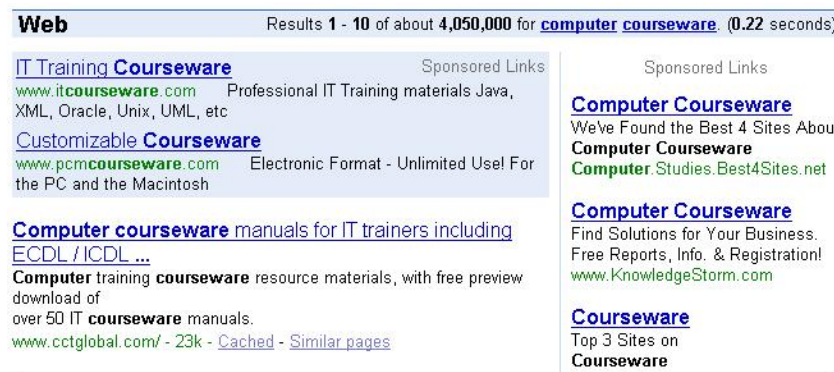 Web Results 1 - 10 of about 4,050,000 for computer courseware. (0.22 seconds)
IT Training Courseware Sponsored Links
www.itcourseware.com Professional IT Training materials Java,
XML, Oracle, Unix, UML, etc
Customizable Courseware
www.pcmcourseware.com Electronic Format - Unlimited Use! For
the PC and the Macintosh
Computer courseware manuals for IT trainers including
ECDL / ICDL ...
Computer training courseware resource materials, with free preview
download of
over 50 IT courseware manuals.
www.cctglobal.com/ - 23k - Cached - Similar pages
Sponsored Links
Computer Courseware
We've Found the Best 4 Sites Abou
Computer Courseware
Computer.Studies.Best4Sites.net
Computer Courseware
Find Solutions for Your Business.
Free Reports, Info. & Registration!
www.KnowledgeStorm.com
Courseware
Top 3 Sites on
Courseware